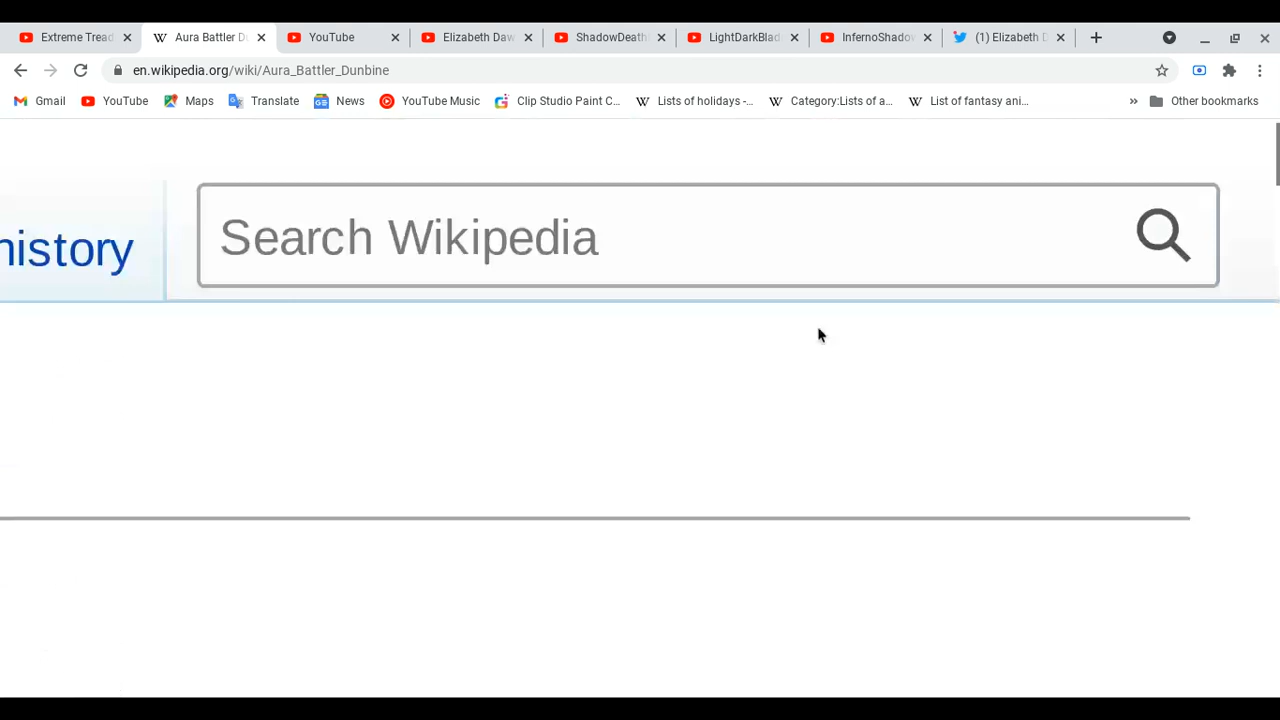 Extreme Tread
Aura Battler Du
YouTube
Elizabeth Daw
ShadowDeath
LightDarkBlad
InfernoShadow
(1) Elizabeth D
en.wikipedia.org/wiki/Aura_Battler_Dunbine
Gmail
YouTube
Maps
Translate
News
YouTube Music
Clip Studio Paint C...
Lists of holidays -...
Category:Lists of a...
List of fantasy ani...
» Other bookmarks
history
Search Wikipedia